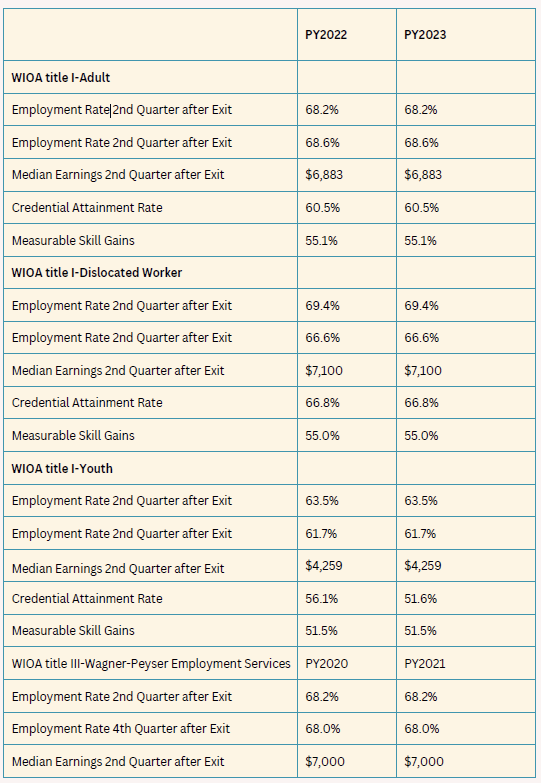 PY2022 PY2023
WIOA title I-Adult
Employment Rate 2nd Quarter after Exit 68.2% 68.2%
Employment Rate 2nd Quarter after Exit 68.6% 68.6%
Median Earnings 2nd Quarter after Exit $6,883 $6,883
Credential Attainment Rate 60.5% 60.5%
Measurable Skill Gains 55.1% 55.1%
WIOA title I-Dislocated Worker
Employment Rate 2nd Quarter after Exit 69.4% 69.4%
Employment Rate 2nd Quarter after Exit 66.6% 66.6%
Median Earnings 2nd Quarter after Exit $7,100 $7,100
Credential Attainment Rate 66.8% 66.8%
Measurable Skill Gains 55.0% 55.0%
WIOA title I-Youth
Employment Rate 2nd Quarter after Exit 63.5% 63.5%
Employment Rate 2nd Quarter after Exit 61.7% 61.7%
Median Earnings 2nd Quarter after Exit $4,259 $4,259
Credential Attainment Rate 56.1% 51.6%
Measurable Skill Gains 51.5% 51.5%
WIOA title III-Wagner-Peyser Employment Services PY2020 PY2021
Employment Rate 2nd Quarter after Exit 68.2% 68.2%
Employment Rate 4th Quarter after Exit 68.0% 68.0%
Median Earnings 2nd Quarter after Exit $7,000 $7,000